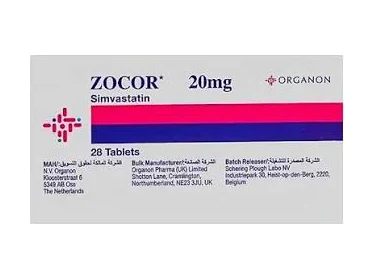 ZOCOR* 20mg
ORGANON
Simvastatin
28 Tablets
MAH/ الشركة المالكة لحقوق التسويق:
N.V. Organon
Kloosterstraat 6
5349 AB Oss
The Netherlands
Bulk Manufacturer/ الشركة الصانعة:
Organon Pharma (UK) Limited
Shotton Lane, Cramlington,
Northumberland, NE23 3JU, UK
Batch Releaser/ الشركة المصدرة للتشغيلة:
Schering Plough Labo NV
Industriepark 30, Heist-op-den-Berg, 2220,
Belgium